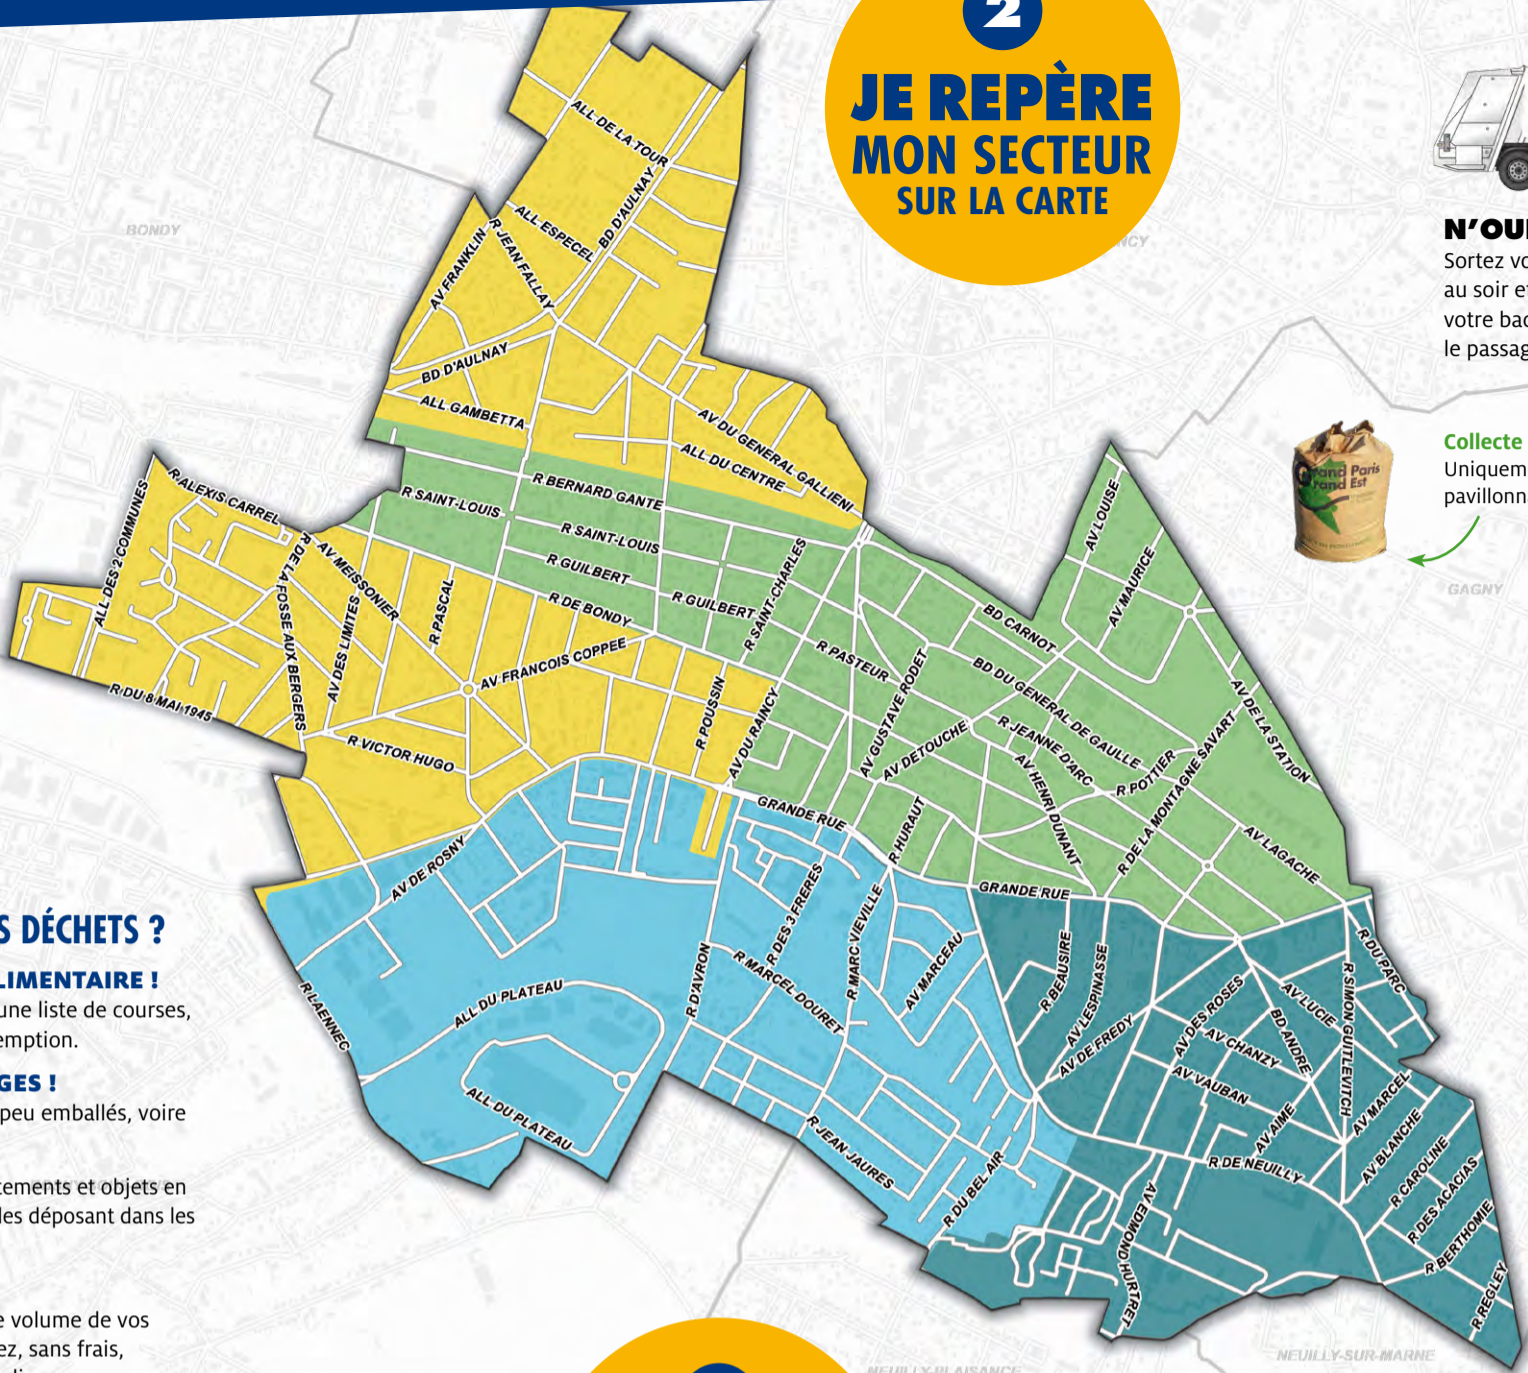 2
JE REPÈRE
MON SECTEUR
SUR LA CARTE
BONDY
ALL DE LA TOUR
BD D'AULNAY
ALL ESPECEL
R JEAN FALLAY
AV FRANKLIN
BD D'AULNAY
ALL GAMBETTA
AV DU GENERAL GALLIENI
ALL DU CENTRE
R BERNARD GANTE
R SAINT-LOUIS
R SAINT-LOUIS
R GUILBERT
R GUILBERT
R DE BONDY
R SAINT-CHARLES
R ALEXIS CARREL
ALL DES 2 COMMUNES
R DE LA FOSSE AUX BERGERS
AV MEISSONIER
AV DES LIMITES
R PASCAL
AV FRANCOIS COPPEE
R DU 8 MAI 1945
R VICTOR HUGO
R POUSSIN
AV DU RAINCY
R PASTEUR
AV GUSTAVE RODET
AV DETOUCHE
BD CARNOT
BD DU GENERAL DE GAULLE
AV LOUISE
AV MAURICE
R JEANNE D'ARC
AV HENRI DUNANT
R POTTIER
R DE LA MONTAGNE SAVART
AV DE LA STATION
AV LAGACHE
GRANDE RUE
GRANDE RUE
R HURAUT
AV DE ROSNY
R LAENNEC
ALL DU PLATEAU
ALL DU PLATEAU
R D'AVRON
R DES 3 FRERES
R MARCEL DOURET
R MARC VIEVILLE
AV MARCEAU
R JEAN JAURES
R DU BEL AIR
R BEAUSIRE
AV LESPINASSE
AV DE FREDY
AV DES ROSES
AV CHANZY
AV VAUBAN
AV AIME
BD ANDRE
AV LUCIE
R SIMON GUITLEVITCH
R DU PARC
AV MARCEL
AV BLANCHE
R CAROLINE
R DES ACACIAS
R BERTHOMIE
R REGLEY
R DE NEUILLY
AV EDMOND HURTRET
N'OU
Sortez vo
au soir et
votre bac
le passag
Collecte
Uniquem
pavillonn
Grand Paris
Grand Est
GAGNY
S DÉCHETS ?
LIMENTAIRE !
une liste de courses,
emption.
GES !
peu emballés, voire
tements et objets en
les déposant dans les
e volume de vos
ez, sans frais,
NEUILLY-PLAISANCE
NEUILLY-SUR-MARNE